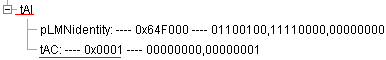 tAI
pLMNidentity: ---- 0x64F000 ---- 01100100,11110000,00000000
tAC: ---- 0x0001 ---- 00000000,00000001